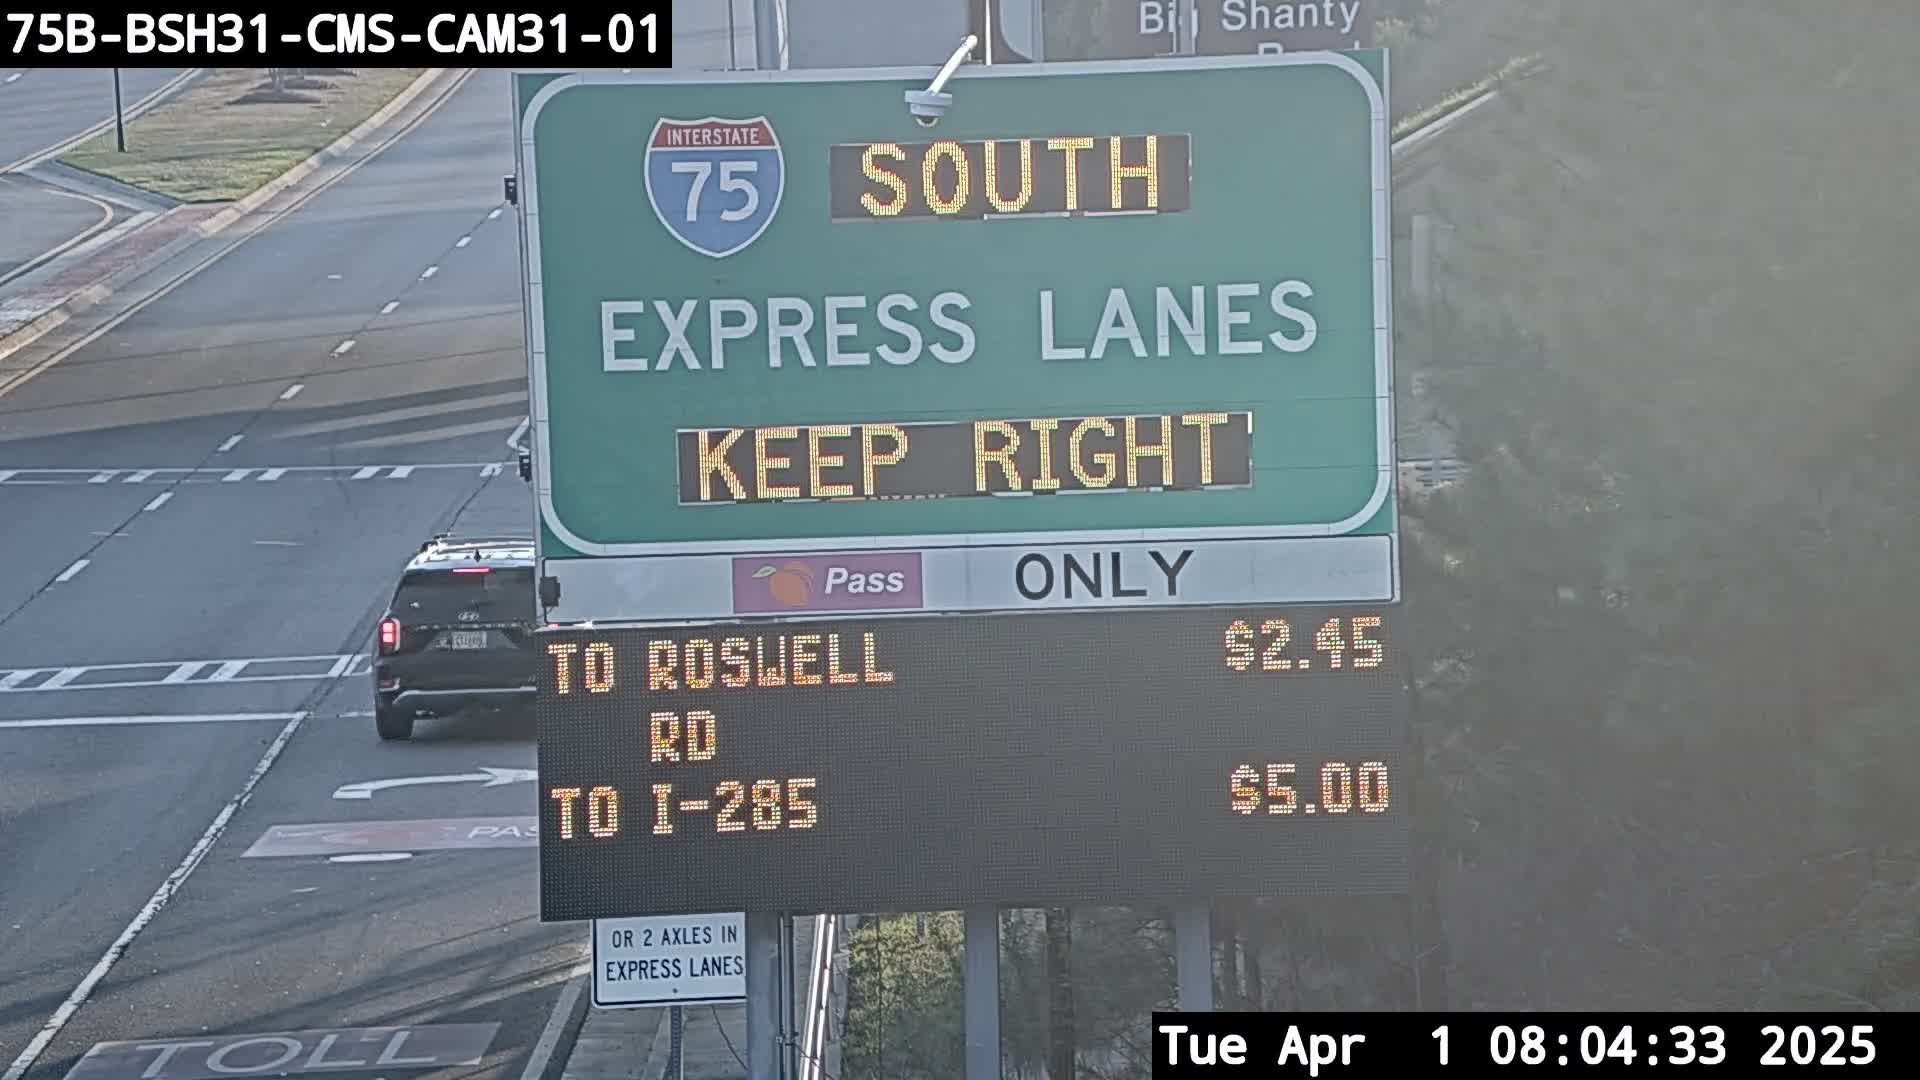 75B-BSH31-CMS-CAM31-01
Big Shanty
INTERSTATE
75
SOUTH
EXPRESS LANES
KEEP RIGHT
Pass ONLY
TO ROSWELL $2.45
RD
TO I-285 $5.00
OR 2 AXLES IN
EXPRESS LANES
TOLL
Tue Apr 1 08:04:33 2025